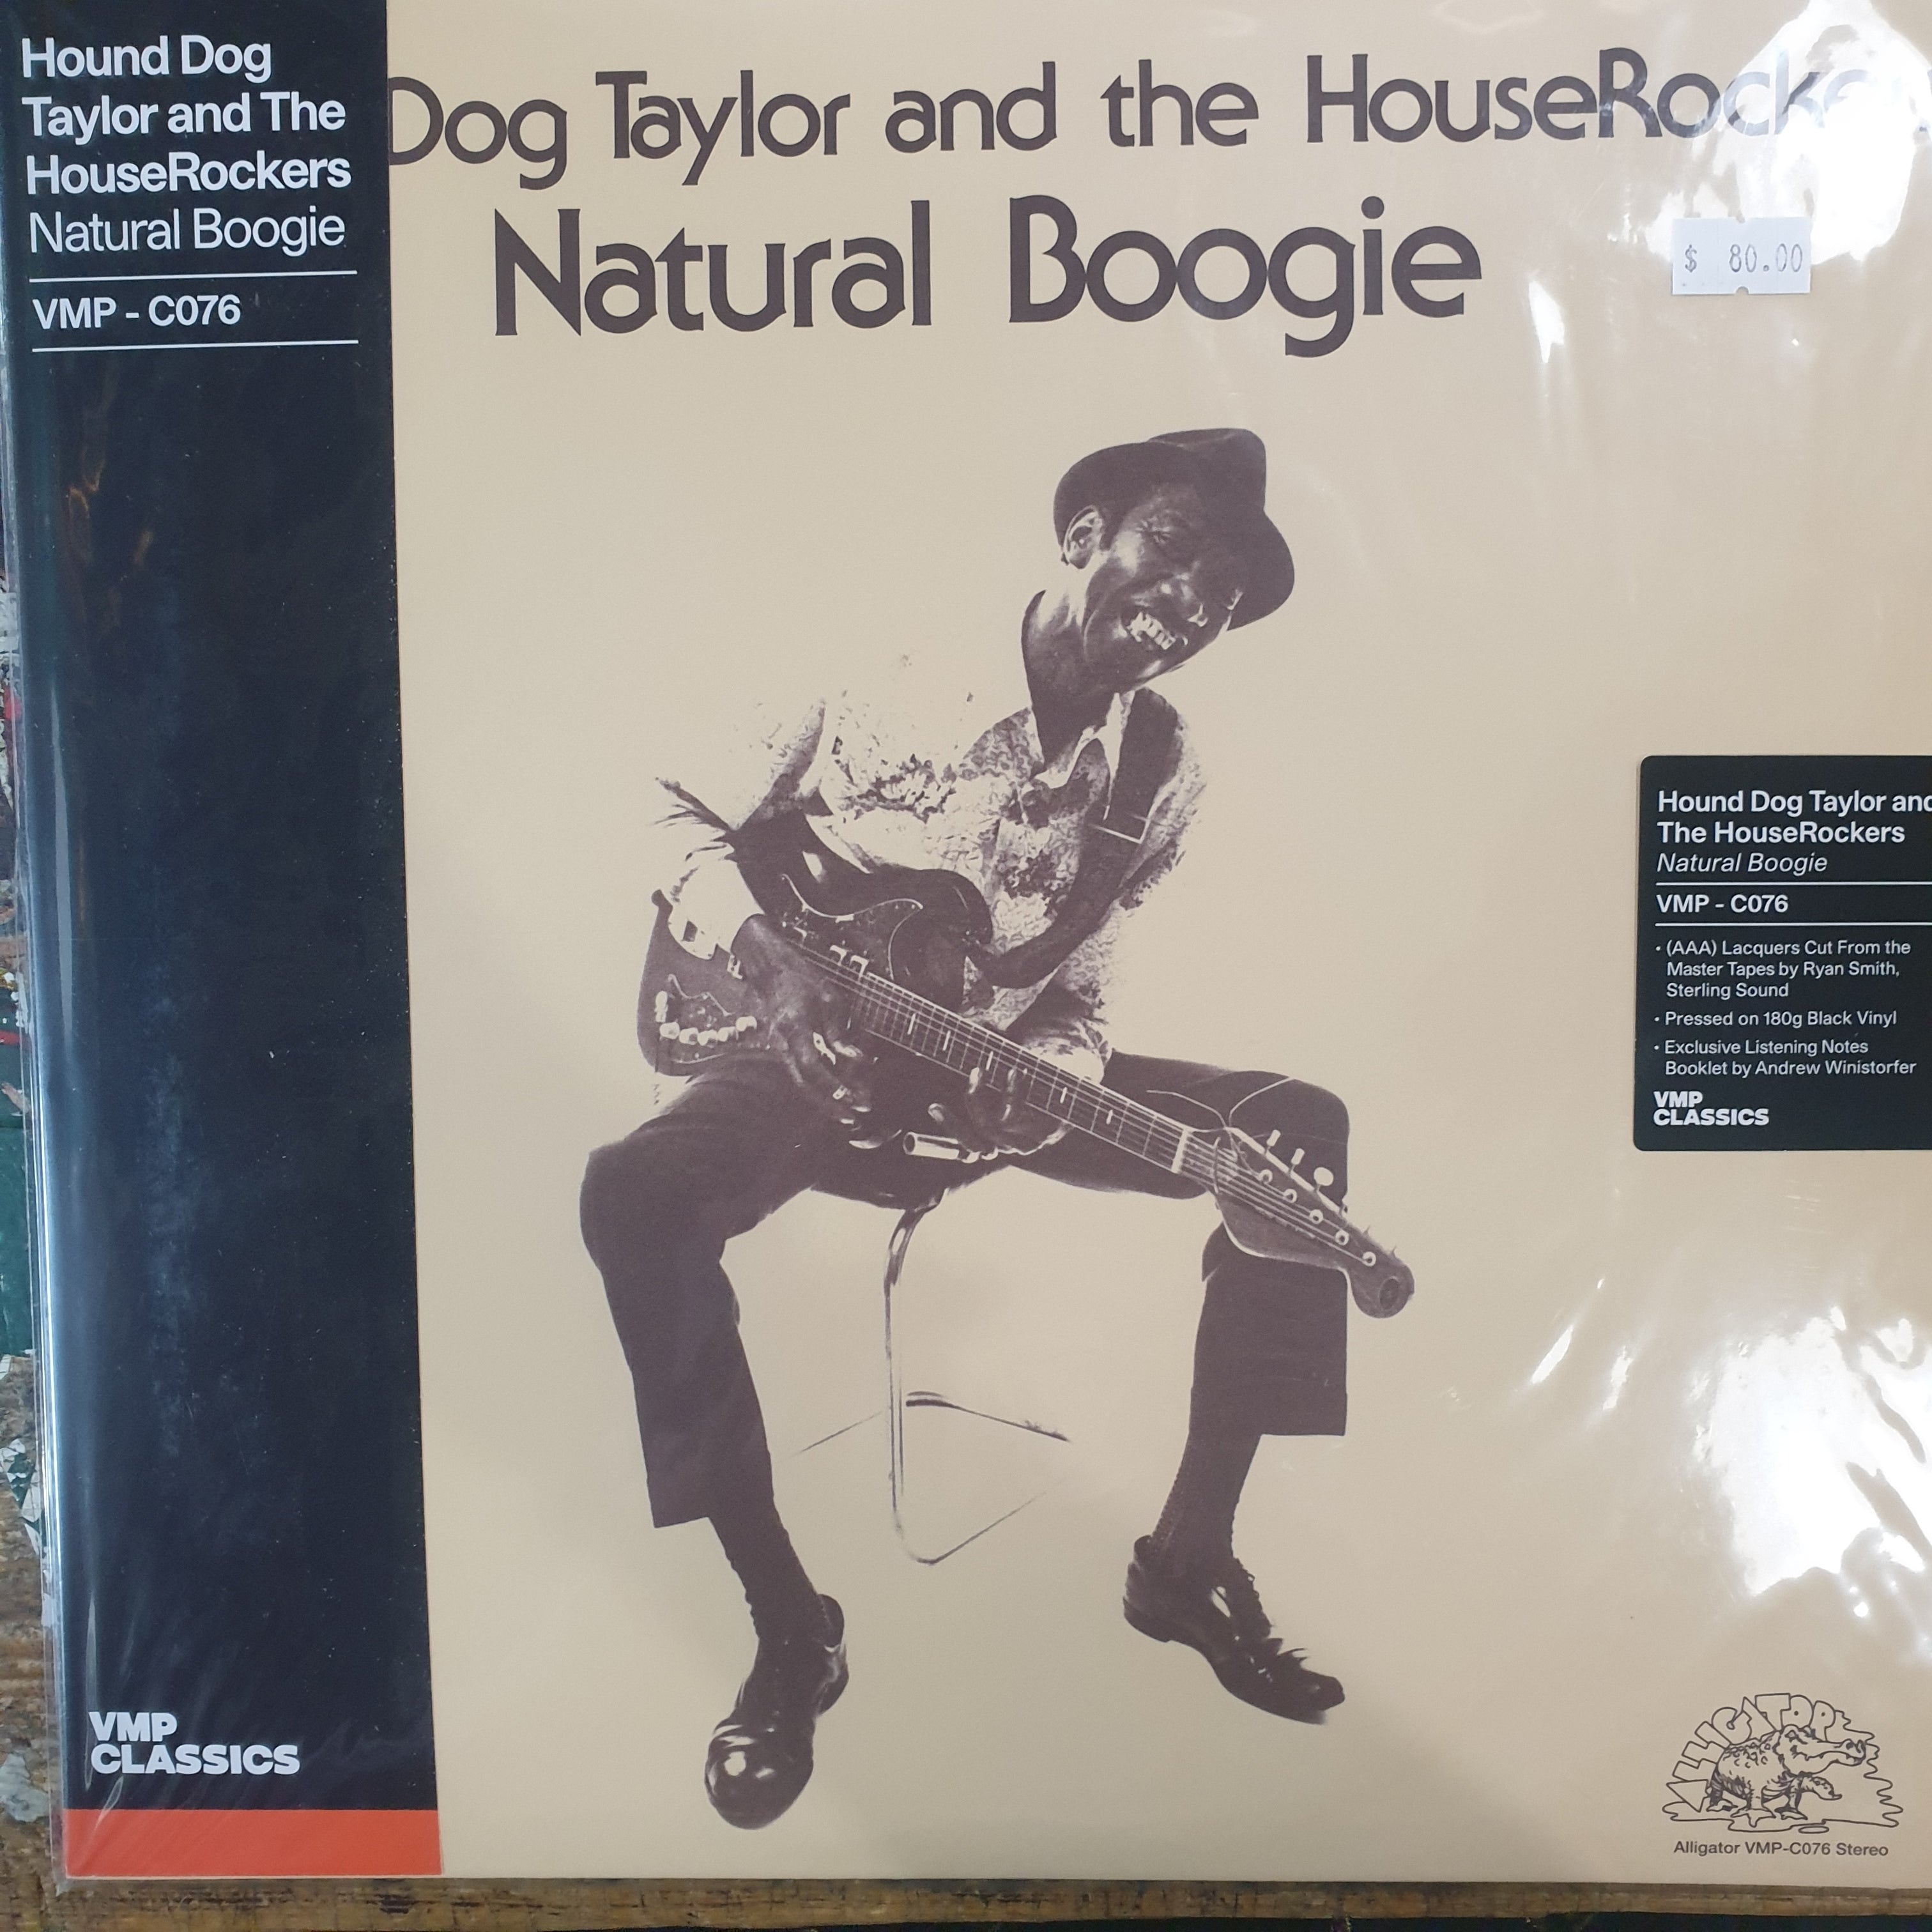 Hound Dog
Taylor and The
HouseRockers
Natural Boogie
VMP - C076
VMP
CLASSICS
Dog Taylor and the HouseRocke
Natural Boogie
$ 80.00
Hound Dog Taylor and
The HouseRockers
Natural Boogie
VMP - C076
• (AAA) Lacquers Cut From the
Master Tapes by Ryan Smith,
Sterling Sound
• Pressed on 180g Black Vinyl
• Exclusive Listening Notes
Booklet by Andrew Winistorfer
VMP
CLASSICS
ALLIGATOR
Alligator VMP-C076 Stereo